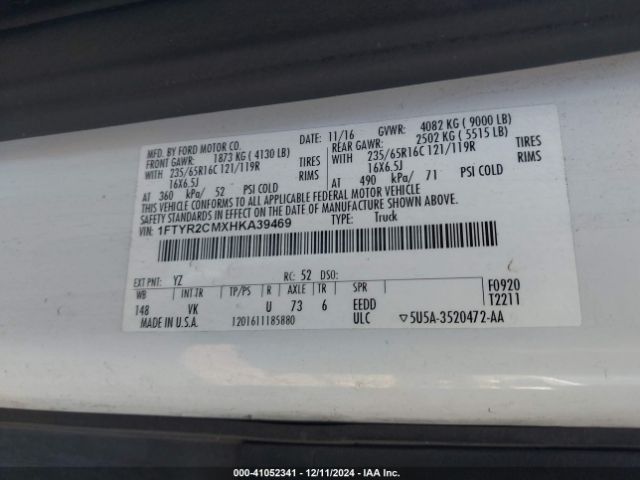 MFD. BY FORD MOTOR CO. DATE: 11/16 GVWR: 4082 KG ( 9000 LB)
FRONT GAWR: 1873 KG ( 4130 LB) REAR GAWR: 2502 KG ( 5515 LB)
WITH 235/65R16C 121/119R TIRES WITH 235/65R16C 121/119R TIRES
16X6.5J RIMS 16X6.5J RIMS
AT 360 kPa/ 52 PSI COLD AT 490 kPa/ 71 PSI COLD
THIS VEHICLE CONFORMS TO ALL APPLICABLE FEDERAL MOTOR VEHICLE
SAFETY STANDARDS IN EFFECT ON THE DATE OF MANUFACTURE SHOWN ABOVE.
VIN: 1FTYR2CMXHKA39469 TYPE: Truck
EXT PNT: YZ RC: 52 DSO: F0920
WB INT TR TP/PS R AXLE TR SPR T2211
148 VK U 73 6 EEDD
MADE IN U.S.A. 1201611185880 ULC ▽5U5A-3520472-AA
000-41052341 - 12/11/2024 - IAA Inc.